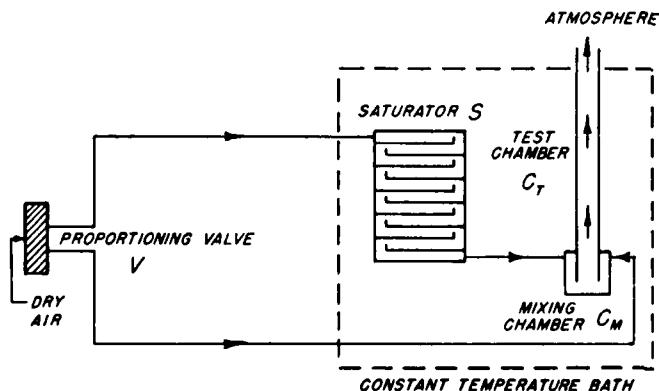 ATMOSPHERE
SATURATOR S
TEST
CHAMBER
C_T
PROPORTIONING VALVE
V
DRY
AIR
MIXING
CHAMBER C_M
CONSTANT TEMPERATURE BATH